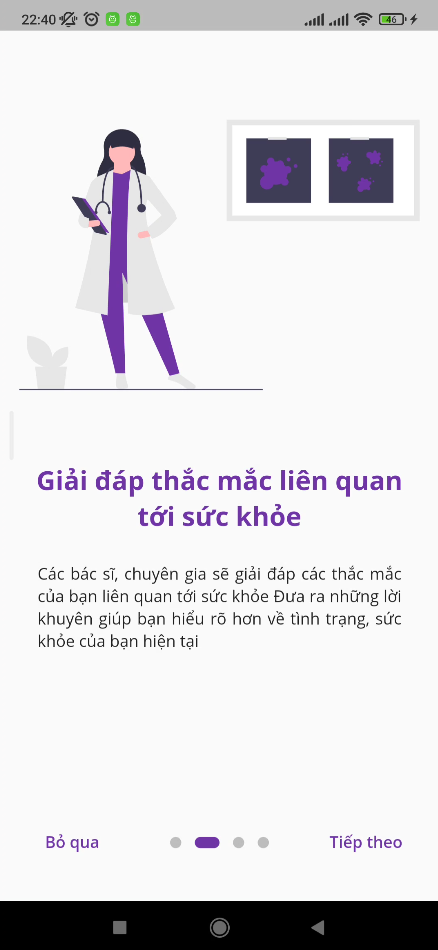 22:40
46
Giải đáp thắc mắc liên quan
tới sức khỏe
Các bác sĩ, chuyên gia sẽ giải đáp các thắc mắc
của bạn liên quan tới sức khỏe Đưa ra những lời
khuyên giúp bạn hiểu rõ hơn về tình trạng, sức
khỏe của bạn hiện tại
Bỏ qua
Tiếp theo